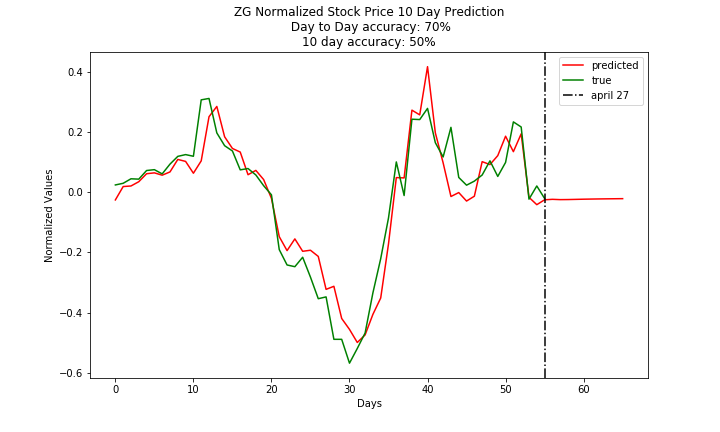 ZG Normalized Stock Price 10 Day Prediction
Day to Day accuracy: 70%
10 day accuracy: 50%
predicted
true
april 27
0.4
0.2
0.0
−0.2
−0.4
−0.6
Normalized Values
0
10
20
30
40
50
60
Days